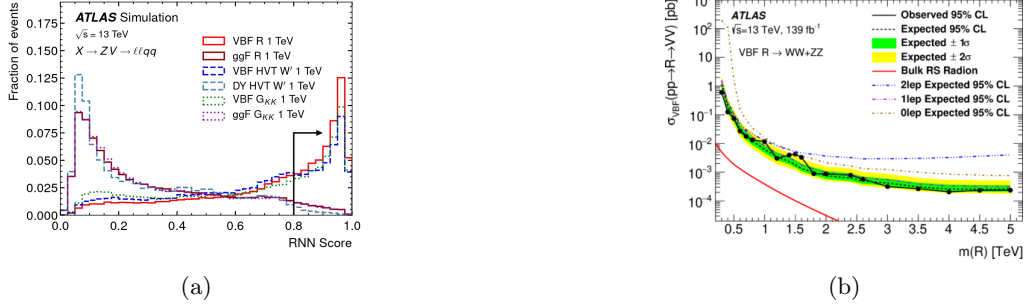 ATLAS Simulation
√s = 13 TeV
X → ZV → ℓℓqq
VBF R 1 TeV
ggF R 1 TeV
VBF HVT W' 1 TeV
DY HVT W' 1 TeV
VBF G_KK 1 TeV
ggF G_KK 1 TeV
Fraction of events
0.175
0.150
0.125
0.100
0.075
0.050
0.025
0.000
0.0 0.2 0.4 0.6 0.8 1.0
RNN Score
(a)
ATLAS
√s=13 TeV, 139 fb⁻¹
VBF R → WW+ZZ
Observed 95% CL
Expected 95% CL
Expected ± 1σ
Expected ± 2σ
Bulk RS Radion
2lep Expected 95% CL
1lep Expected 95% CL
0lep Expected 95% CL
σ_VBF(pp→R→VV) [pb]
10²
10
1
10⁻¹
10⁻²
10⁻³
10⁻⁴
0.5 1 1.5 2 2.5 3 3.5 4 4.5 5
m(R) [TeV]
(b)